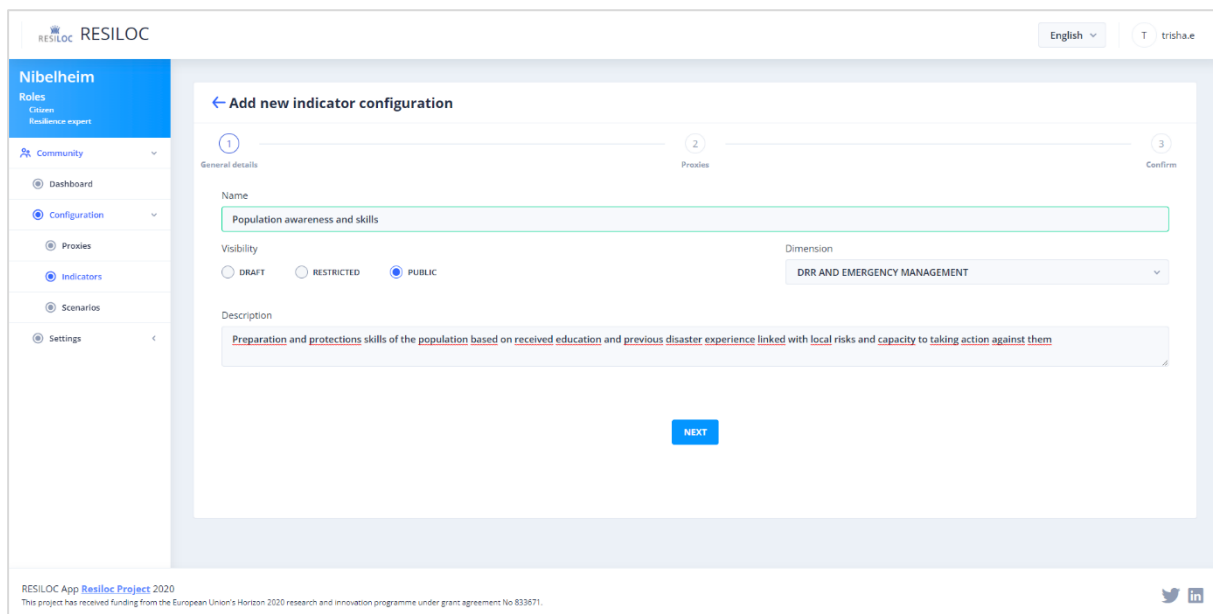 RESILOC RESILOC
English
T trisha.e
Nibelheim
Roles
Citizen
Resilience expert
Community
Dashboard
Configuration
Proxies
Indicators
Scenarios
Settings
Add new indicator configuration
1 2 3
General details Proxies Confirm
Name
Population awareness and skills
Visibility Dimension
DRAFT RESTRICTED PUBLIC DRR AND EMERGENCY MANAGEMENT
Description
Preparation and protections skills of the population based on received education and previous disaster experience linked with local risks and capacity to taking action against them
NEXT
RESILOC App Resiloc Project 2020
This project has received funding from the European Union's Horizon 2020 research and innovation programme under grant agreement No 833671.